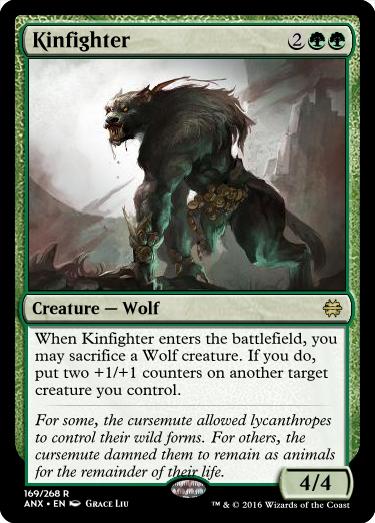 Kinfighter 2
Creature — Wolf
When Kinfighter enters the battlefield, you
may sacrifice a Wolf creature. If you do,
put two +1/+1 counters on another target
creature you control.
For some, the cursemute allowed lycanthropes
to control their wild forms. For others, the
cursemute damned them to remain as animals
for the remainder of their life.
4/4
169/268 R
ANX • EN Grace Liu ™ & © 2016 Wizards of the Coast